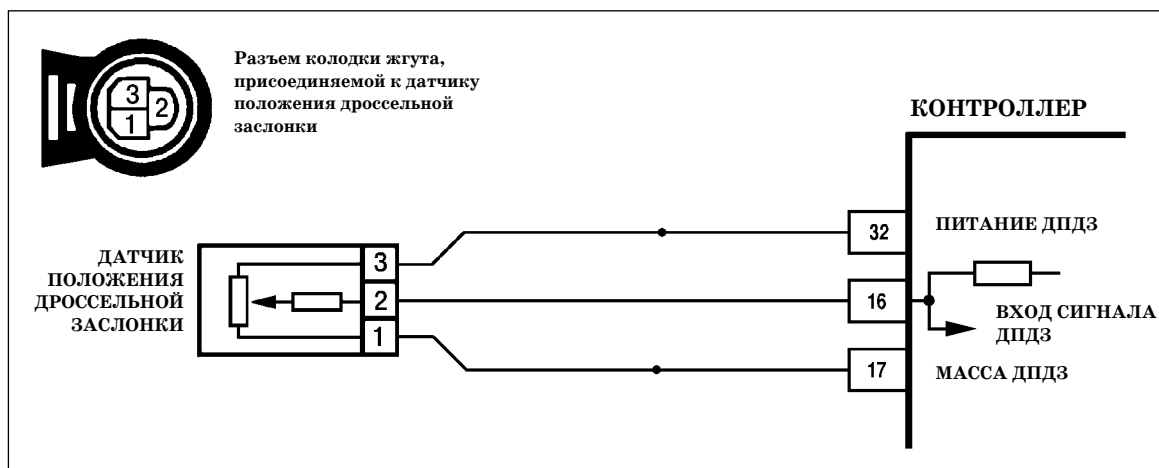 Разъем колодки жгута,
присоединяемой к датчику
положения дроссельной
заслонки
3
2
1
КОНТРОЛЛЕР
ДАТЧИК
ПОЛОЖЕНИЯ
ДРОССЕЛЬНОЙ
ЗАСЛОНКИ
3
2
1
32
ПИТАНИЕ ДПДЗ
16
ВХОД СИГНАЛА
ДПДЗ
17
МАССА ДПДЗ